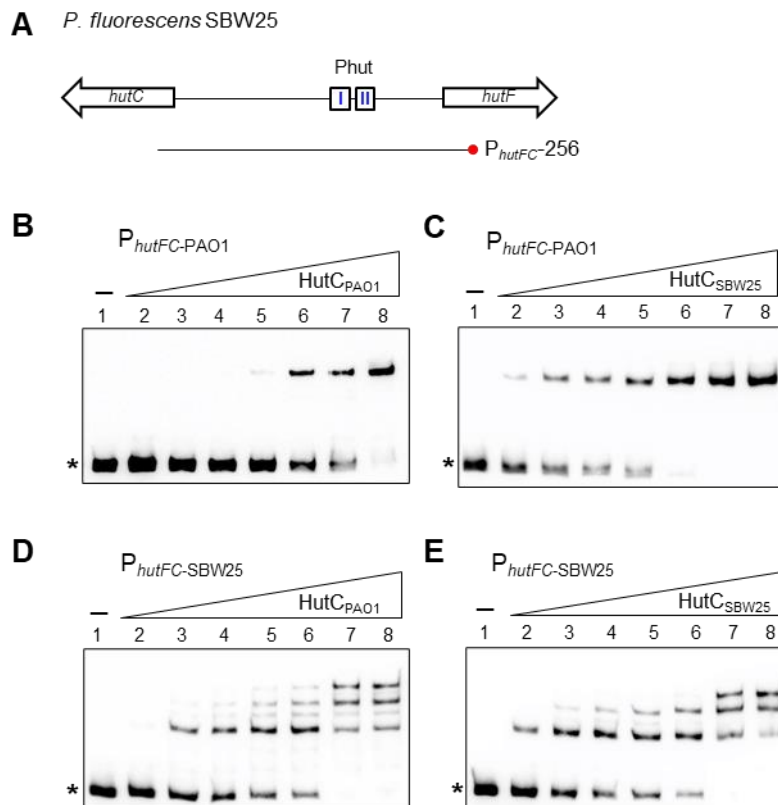 A P. fluorescens SBW25
Phut
hutC I II hutF
PhutFC-256
B PhutFC-PAO1
HutCPAO1
– 1 2 3 4 5 6 7 8
*
C PhutFC-PAO1
HutCSBW25
– 1 2 3 4 5 6 7 8
*
D PhutFC-SBW25
HutCPAO1
– 1 2 3 4 5 6 7 8
*
E PhutFC-SBW25
HutCSBW25
– 1 2 3 4 5 6 7 8
*